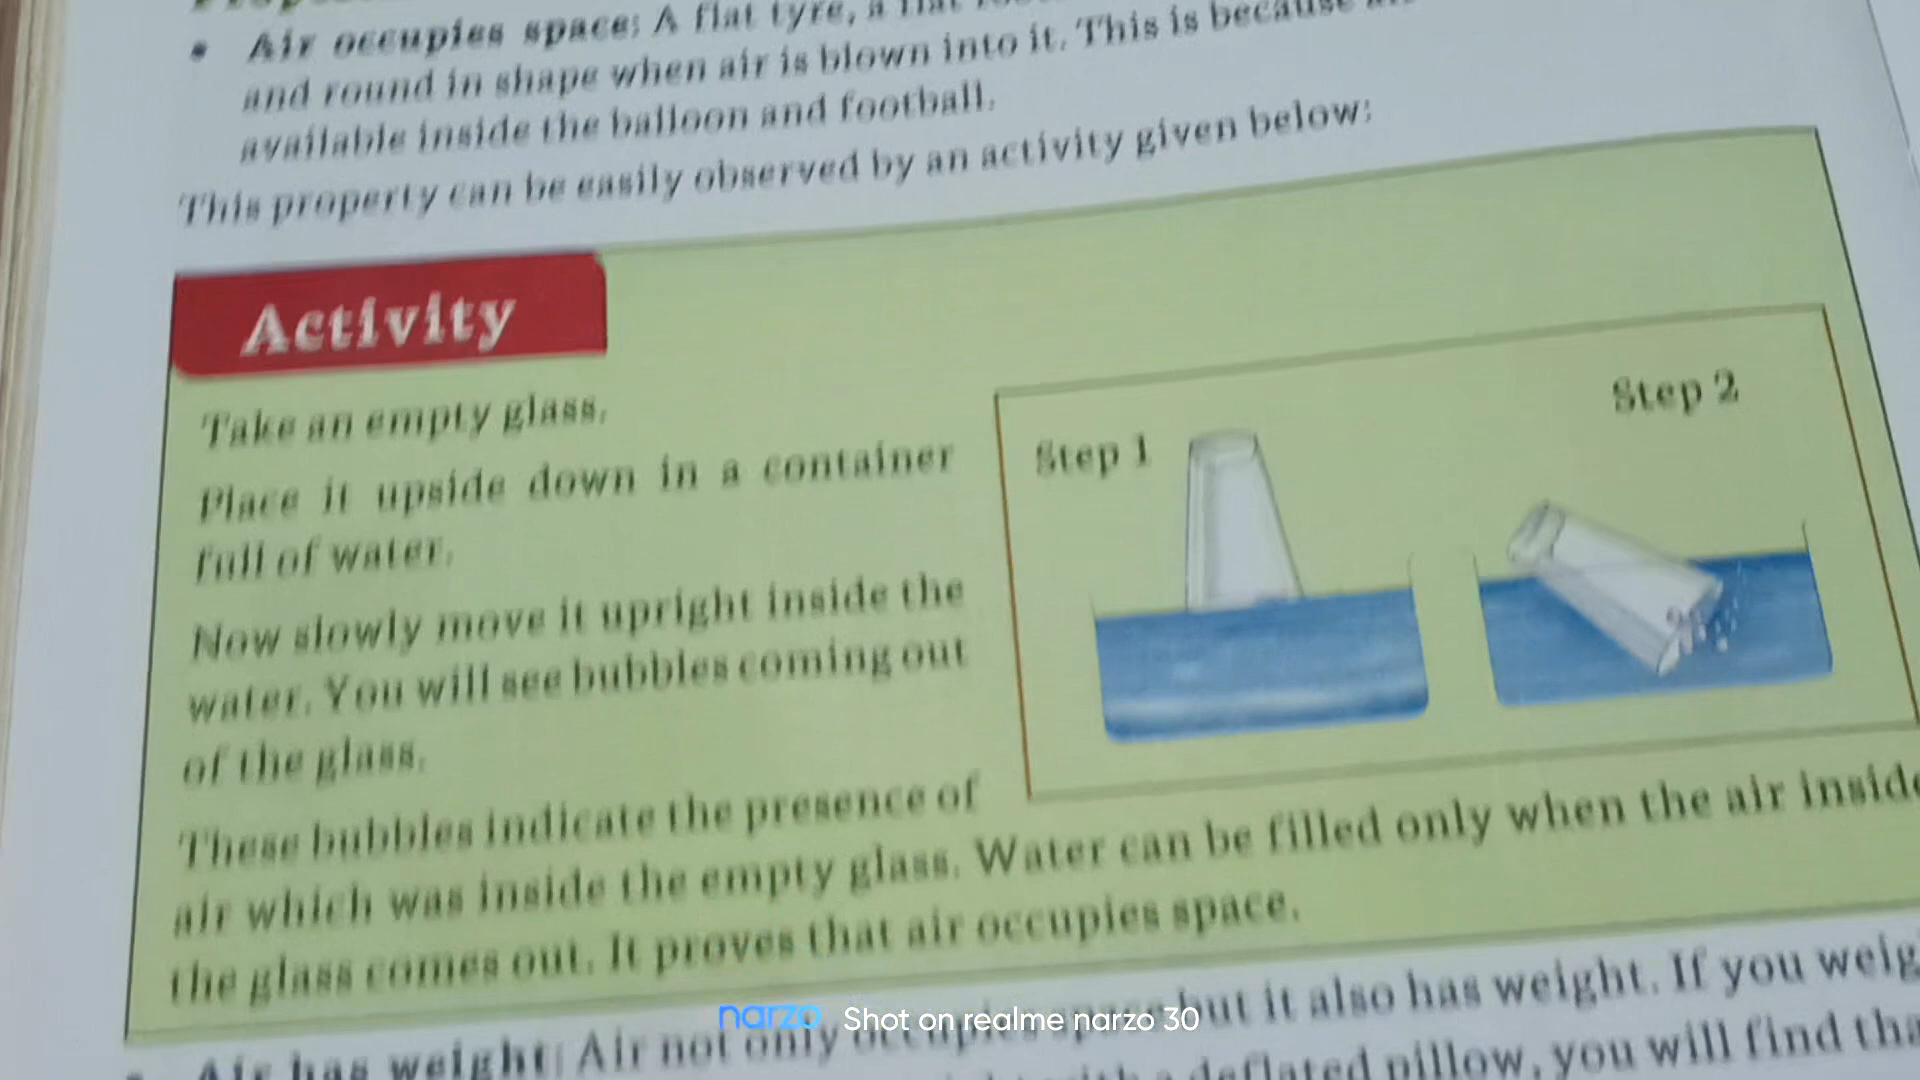 Air occupies space: A flat tyre, a flat
and round in shape when air is blown into it. This is because
available inside the balloon and football.
This property can be easily observed by an activity given below:
Activity
Take an empty glass.
Place it upside down in a container
full of water.
Now slowly move it upright inside the
water. You will see bubbles coming out
of the glass.
These bubbles indicate the presence of
air which was inside the empty glass. Water can be filled only when the air inside
the glass comes out. It proves that air occupies space.
Step 1
Step 2
Air has weight: Air not only occupies space but it also has weight. If you weig
with a deflated pillow, you will find tha
narzo Shot on realme narzo 30